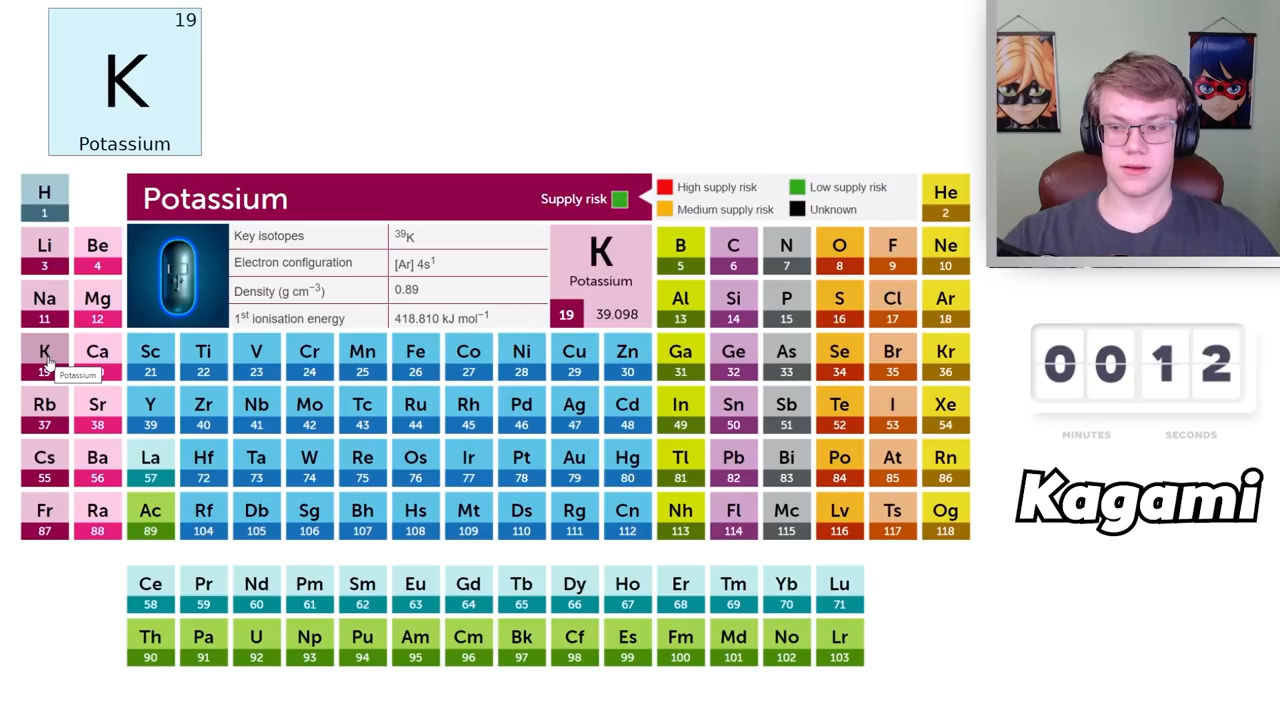 19
K
Potassium
Potassium
Supply risk
High supply risk
Low supply risk
Medium supply risk
Unknown
Key isotopes
39K
Electron configuration
[Ar] 4s1
Density (g cm−3)
0.89
1st ionisation energy
418.810 kJ mol−1
K
Potassium
19
39.098
H He
1 2
Li Be B C N O F Ne
3 4 5 6 7 8 9 10
Na Mg Al Si P S Cl Ar
11 12 13 14 15 16 17 18
K Ca Sc Ti V Cr Mn Fe Co Ni Cu Zn Ga Ge As Se Br Kr
19 21 22 23 24 25 26 27 28 29 30 31 32 33 34 35 36
Potassium
Rb Sr Y Zr Nb Mo Tc Ru Rh Pd Ag Cd In Sn Sb Te I Xe
37 38 39 40 41 42 43 44 45 46 47 48 49 50 51 52 53 54
Cs Ba La Hf Ta W Re Os Ir Pt Au Hg Tl Pb Bi Po At Rn
55 56 57 72 73 74 75 76 77 78 79 80 81 82 83 84 85 86
Fr Ra Ac Rf Db Sg Bh Hs Mt Ds Rg Cn Nh Fl Mc Lv Ts Og
87 88 89 104 105 106 107 108 109 110 111 112 113 114 115 116 117 118
Ce Pr Nd Pm Sm Eu Gd Tb Dy Ho Er Tm Yb Lu
58 59 60 61 62 63 64 65 66 67 68 69 70 71
Th Pa U Np Pu Am Cm Bk Cf Es Fm Md No Lr
90 91 92 93 94 95 96 97 98 99 100 101 102 103
00 12
MINUTES SECONDS
Kagami